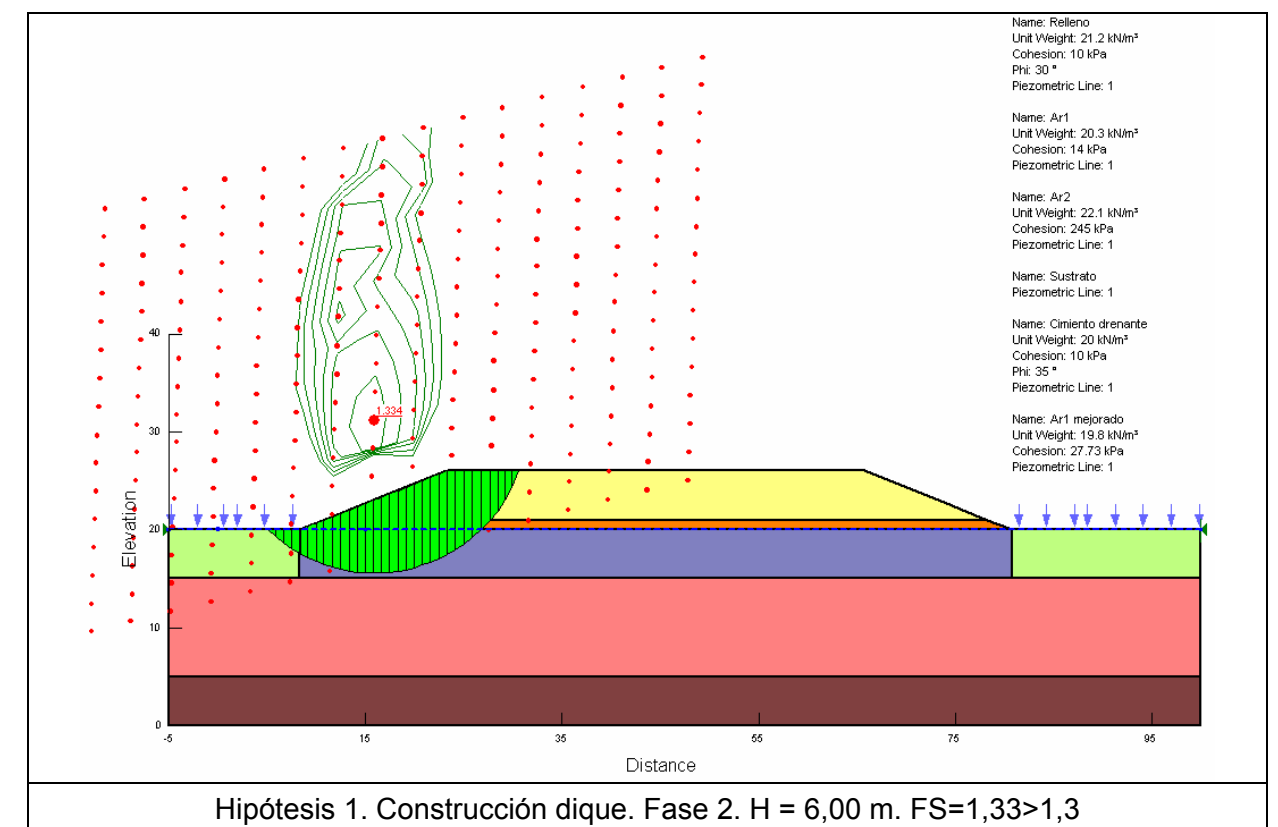 Name: Relleno
Unit Weight: 21.2 kN/m³
Cohesion: 10 kPa
Phi: 30 °
Piezometric Line: 1
Name: Ar1
Unit Weight: 20.3 kN/m³
Cohesion: 14 kPa
Piezometric Line: 1
Name: Ar2
Unit Weight: 22.1 kN/m³
Cohesion: 245 kPa
Piezometric Line: 1
Name: Sustrato
Piezometric Line: 1
Name: Cimiento drenante
Unit Weight: 20 kN/m³
Cohesion: 10 kPa
Phi: 35 °
Piezometric Line: 1
Name: Ar1 mejorado
Unit Weight: 19.8 kN/m³
Cohesion: 27.73 kPa
Piezometric Line: 1
1.334
Elevation
40
30
20
10
0
-5 15 35 55 75 95
Distance
Hipótesis 1. Construcción dique. Fase 2. H = 6,00 m. FS=1,33>1,3